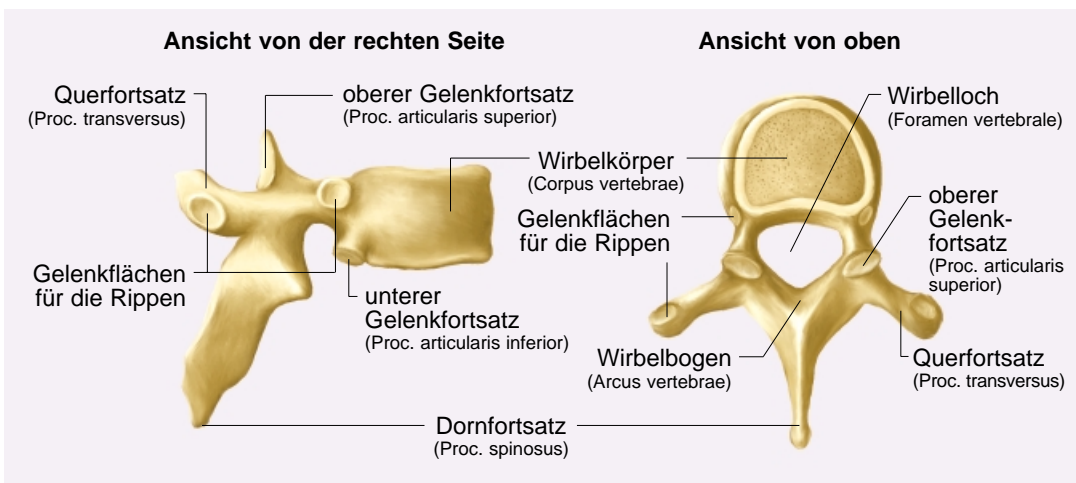 Ansicht von der rechten Seite
Querfortsatz
(Proc. transversus)
oberer Gelenkfortsatz
(Proc. articularis superior)
Gelenkflächen
für die Rippen
unterer
Gelenkfortsatz
(Proc. articularis inferior)
Wirbelkörper
(Corpus vertebrae)
Gelenkflächen
für die Rippen
Dornfortsatz
(Proc. spinosus)
Ansicht von oben
Wirbelloch
(Foramen vertebrale)
oberer
Gelenk-
fortsatz
(Proc. articularis
superior)
Wirbelbogen
(Arcus vertebrae)
Querfortsatz
(Proc. transversus)